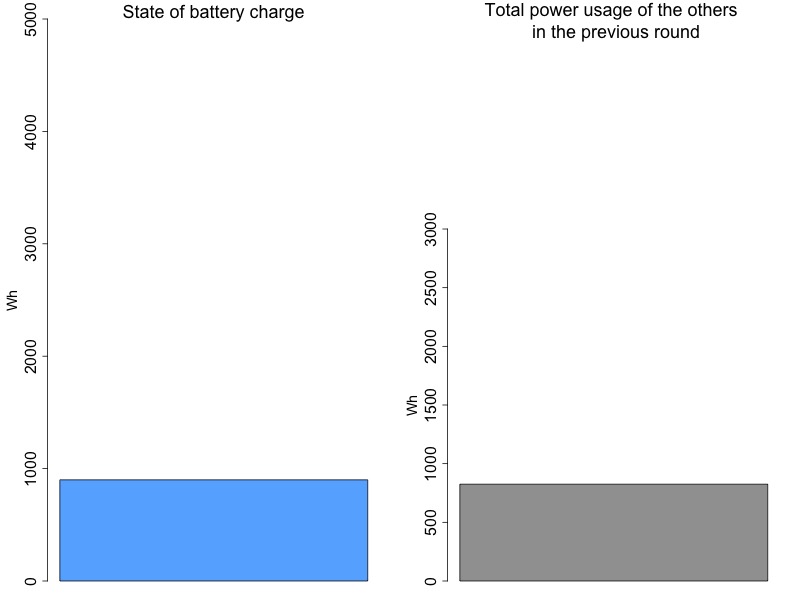 State of battery charge
5000
4000
3000
2000
1000
0
Wh
Total power usage of the others
in the previous round
3000
2500
2000
1500
1000
500
0
Wh